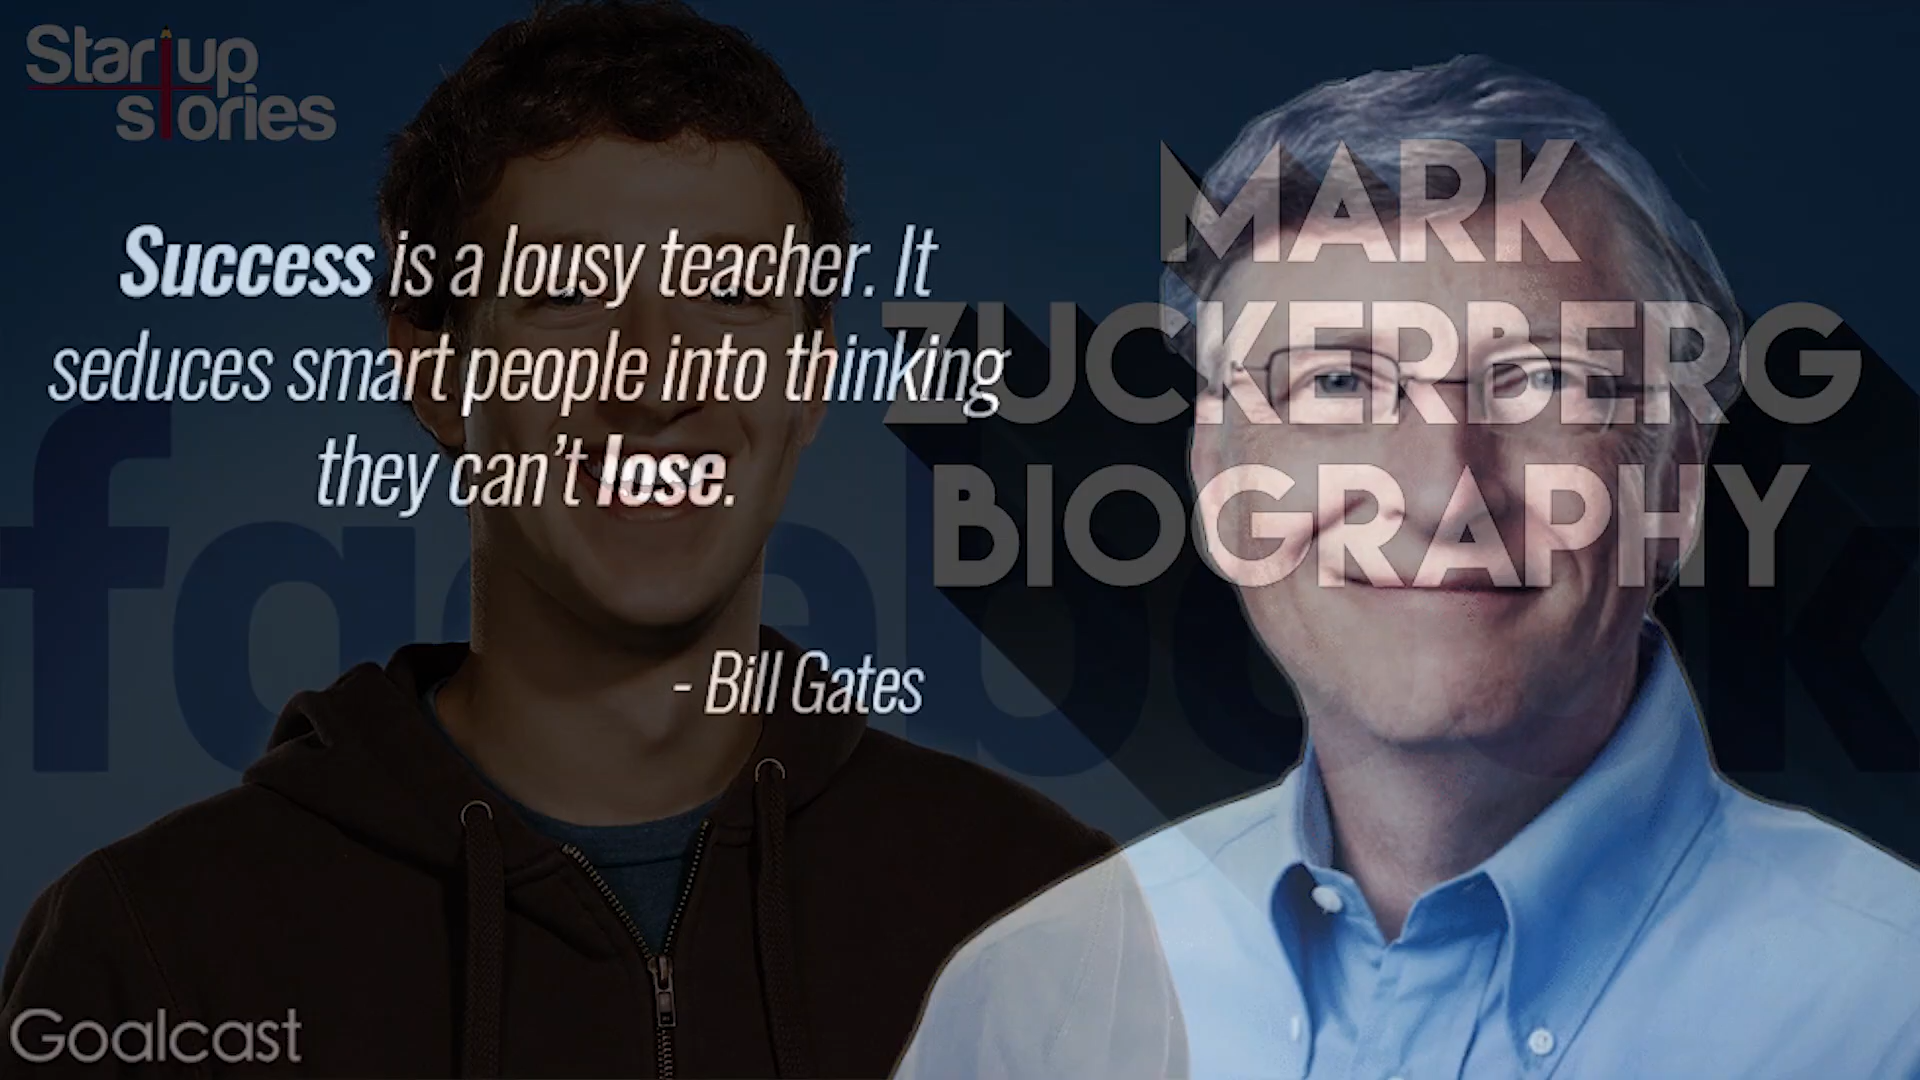 Startup
stories
MARK
ZUCKERBERG
BIOGRAPHY
Success is a lousy teacher. It
seduces smart people into thinking
they can't lose.
- Bill Gates
facebook
Goalcast